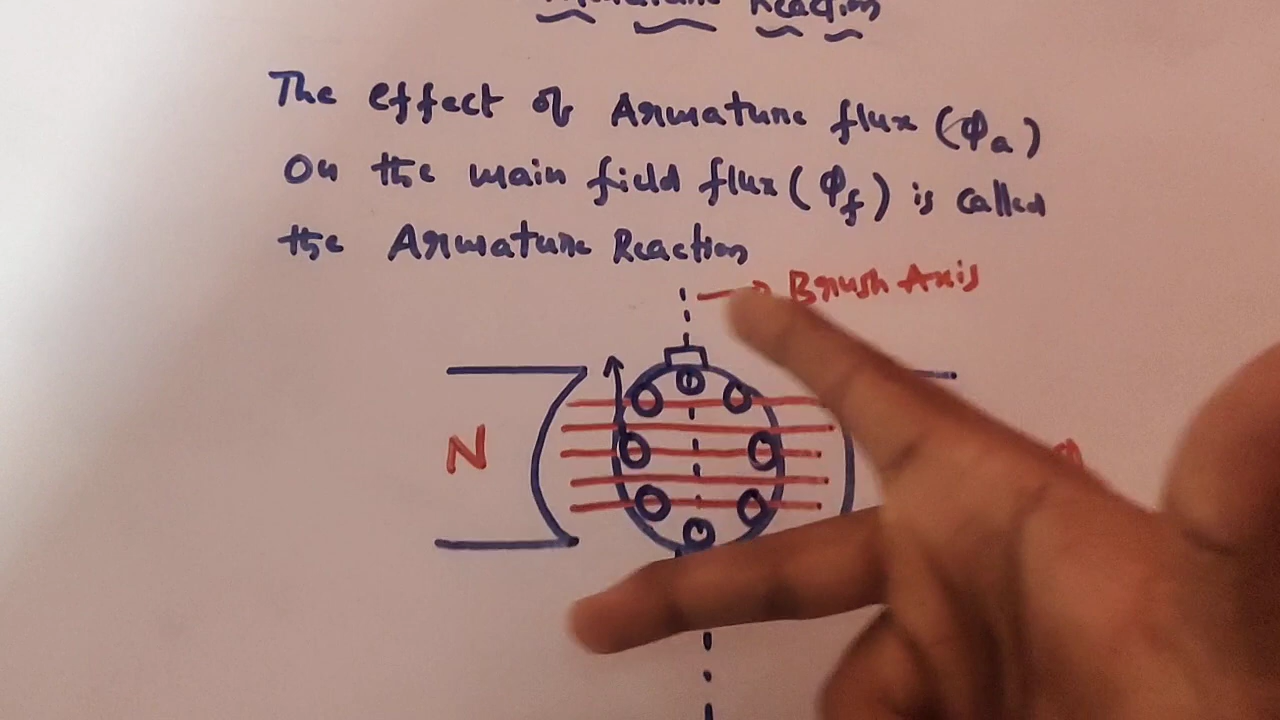 Reaction
The effect of Armature flux (Φa)
On the main field flux (Φf) is called
the Armature Reaction
Brush Axis
N